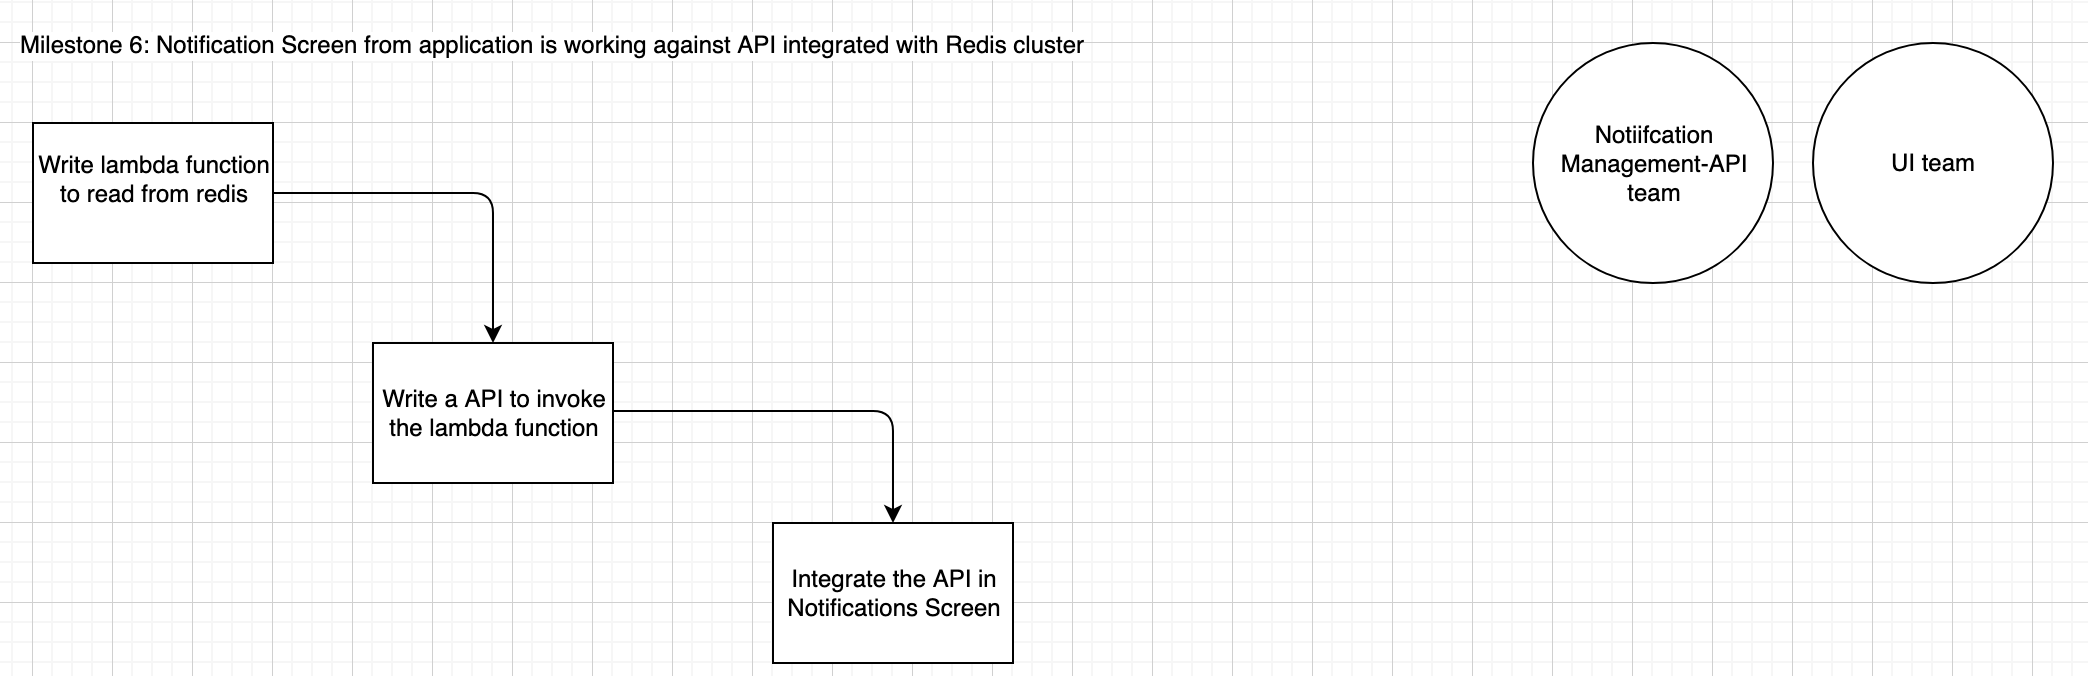 Milestone 6: Notification Screen from application is working against API integrated with Redis cluster
Write lambda function
to read from redis
Write a API to invoke
the lambda function
Integrate the API in
Notifications Screen
Notiifcation
Management-API
team
UI team